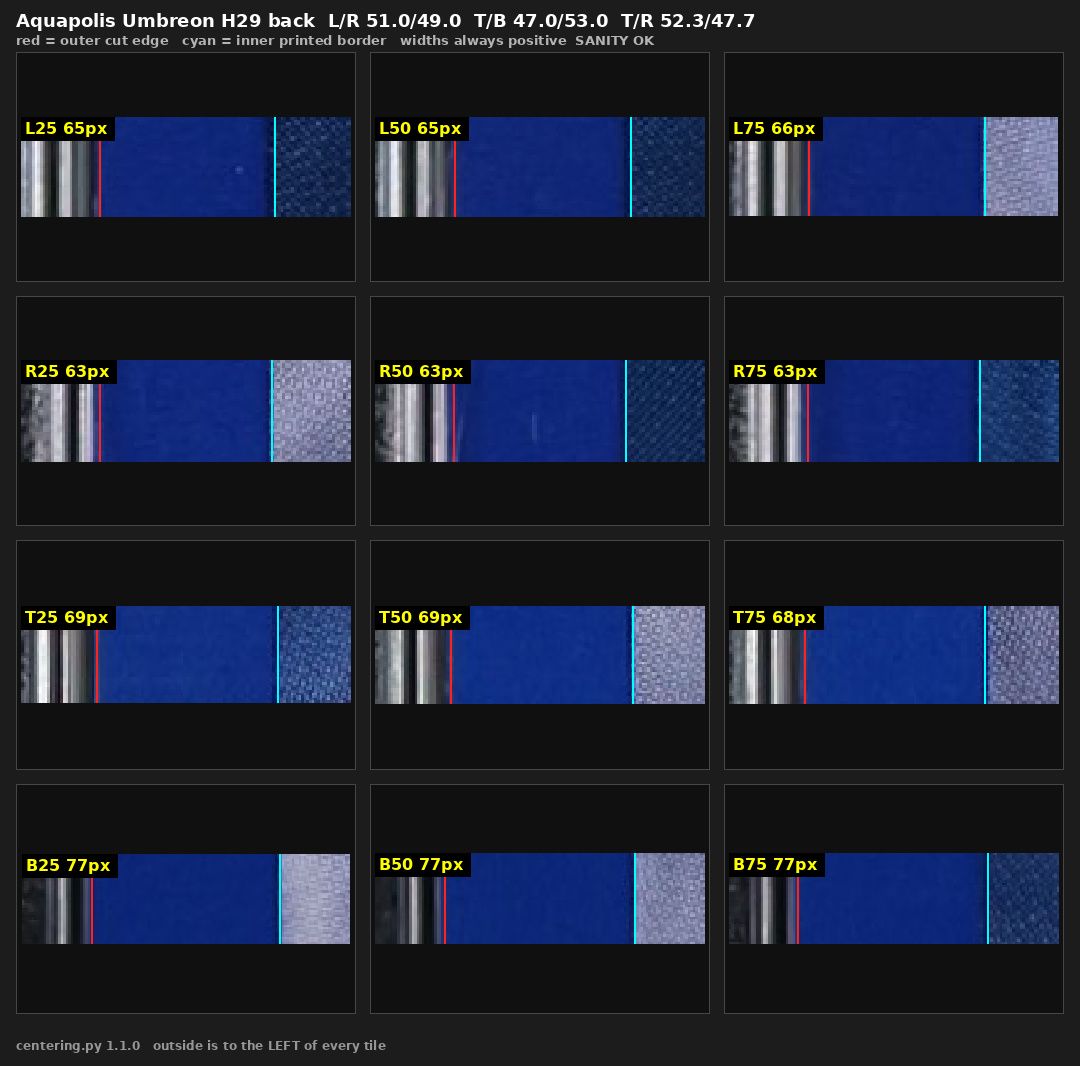 Aquapolis Umbreon H29 back  L/R 51.0/49.0  T/B 47.0/53.0  T/R 52.3/47.7
red = outer cut edge   cyan = inner printed border   widths always positive  SANITY OK
L25 65px
L50 65px
L75 66px
R25 63px
R50 63px
R75 63px
T25 69px
T50 69px
T75 68px
B25 77px
B50 77px
B75 77px
centering.py 1.1.0   outside is to the LEFT of every tile